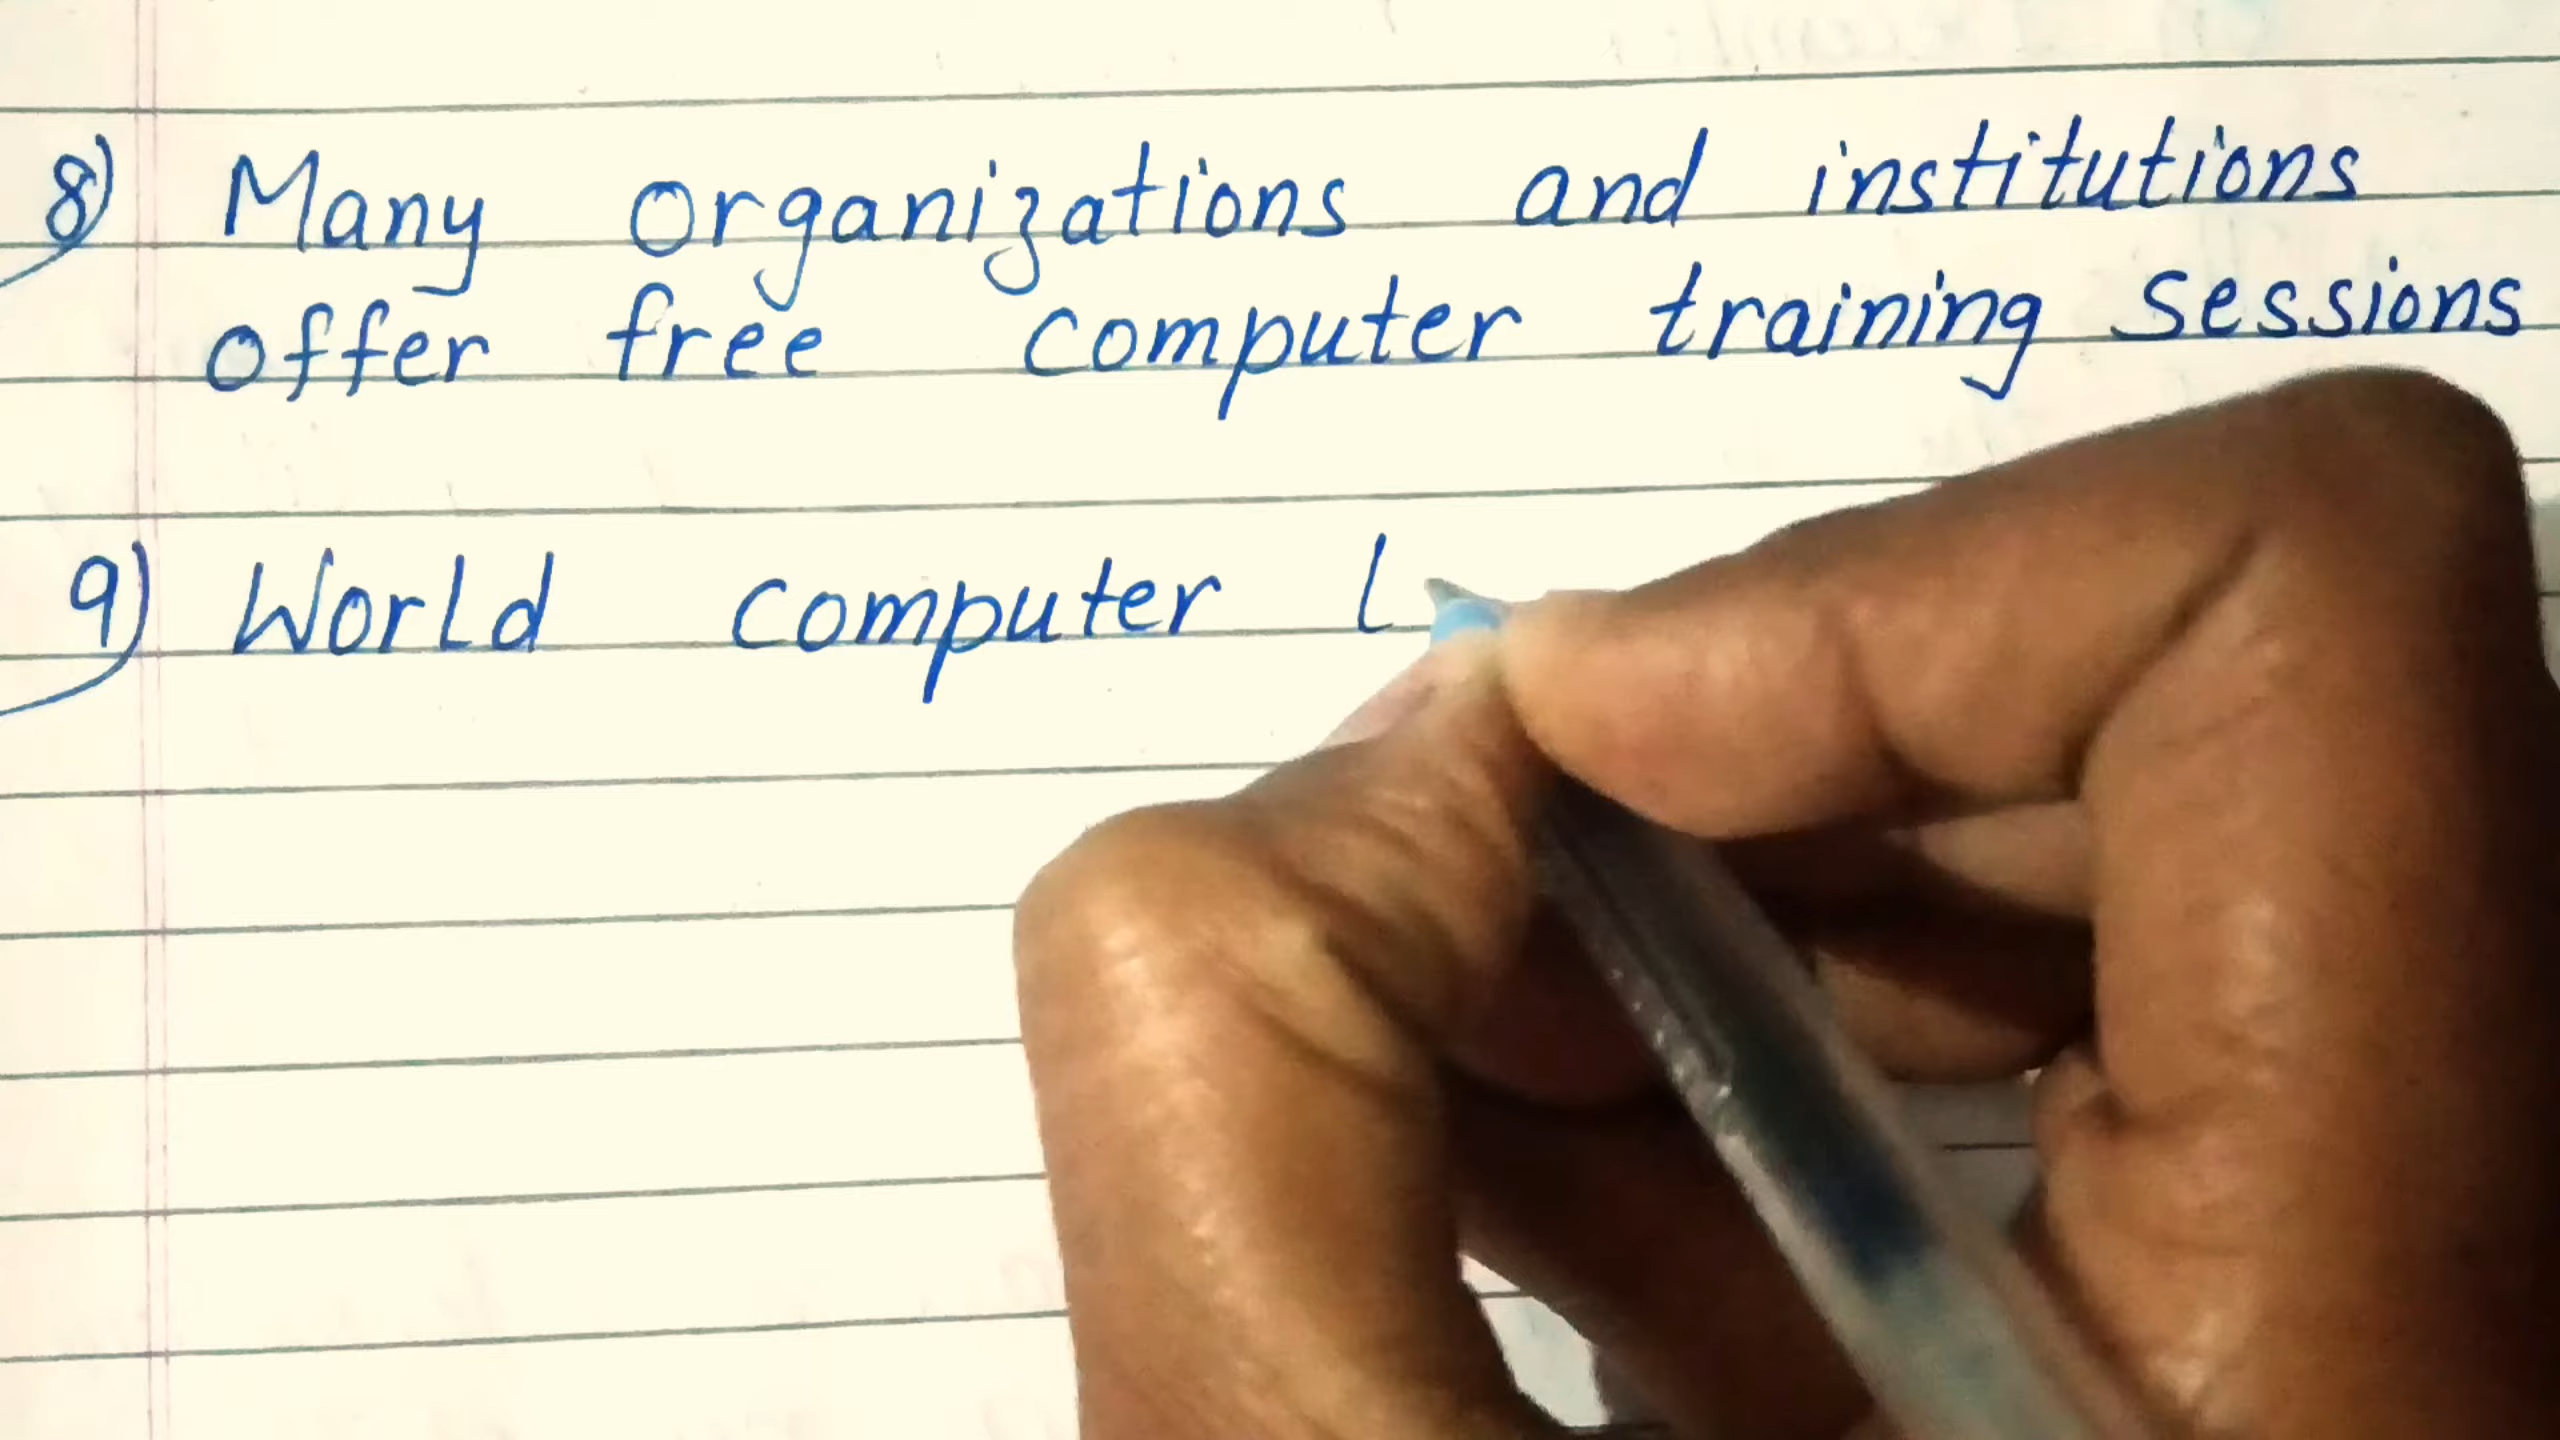 8) Many organizations and institutions
offer free computer training sessions
9) World computer L